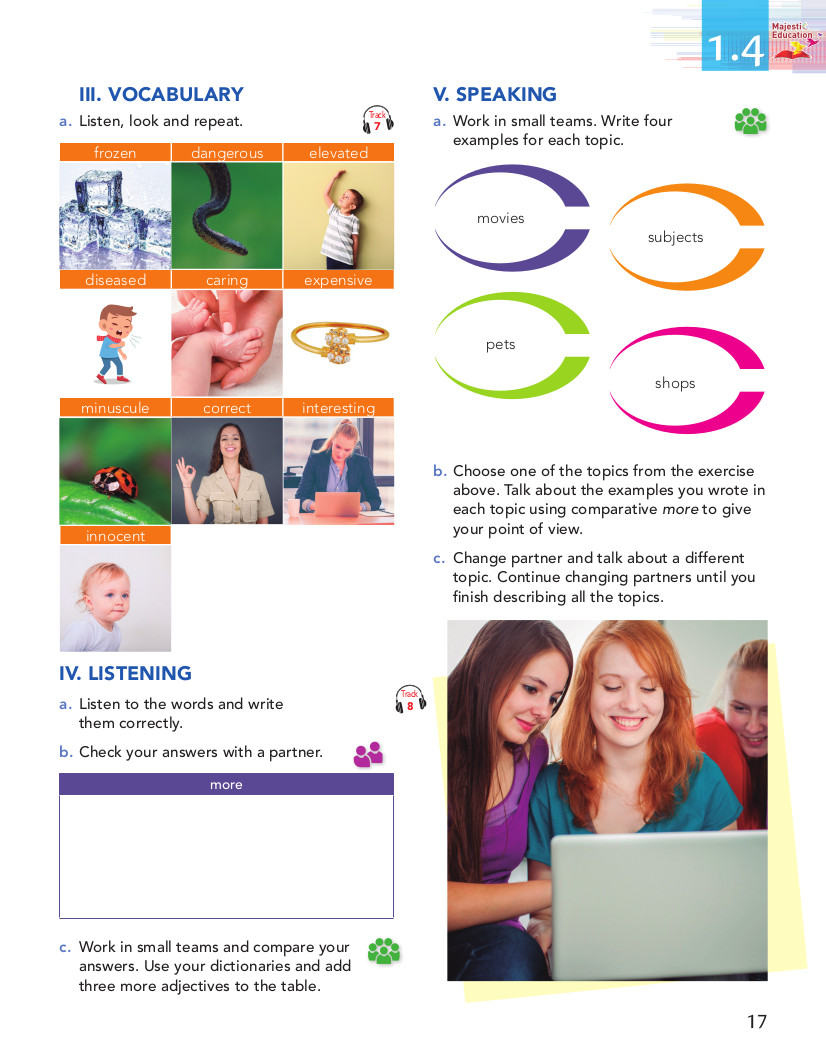 1.4
Majesti
Education
III. VOCABULARY
a. Listen, look and repeat.
Track
7
frozen
dangerous
elevated
diseased
caring
expensive
minuscule
correct
interesting
innocent
IV. LISTENING
a. Listen to the words and write
them correctly.
Track
8
b. Check your answers with a partner.
more
c. Work in small teams and compare your
answers. Use your dictionaries and add
three more adjectives to the table.
V. SPEAKING
a. Work in small teams. Write four
examples for each topic.
movies
subjects
pets
shops
b. Choose one of the topics from the exercise
above. Talk about the examples you wrote in
each topic using comparative more to give
your point of view.
c. Change partner and talk about a different
topic. Continue changing partners until you
finish describing all the topics.
17